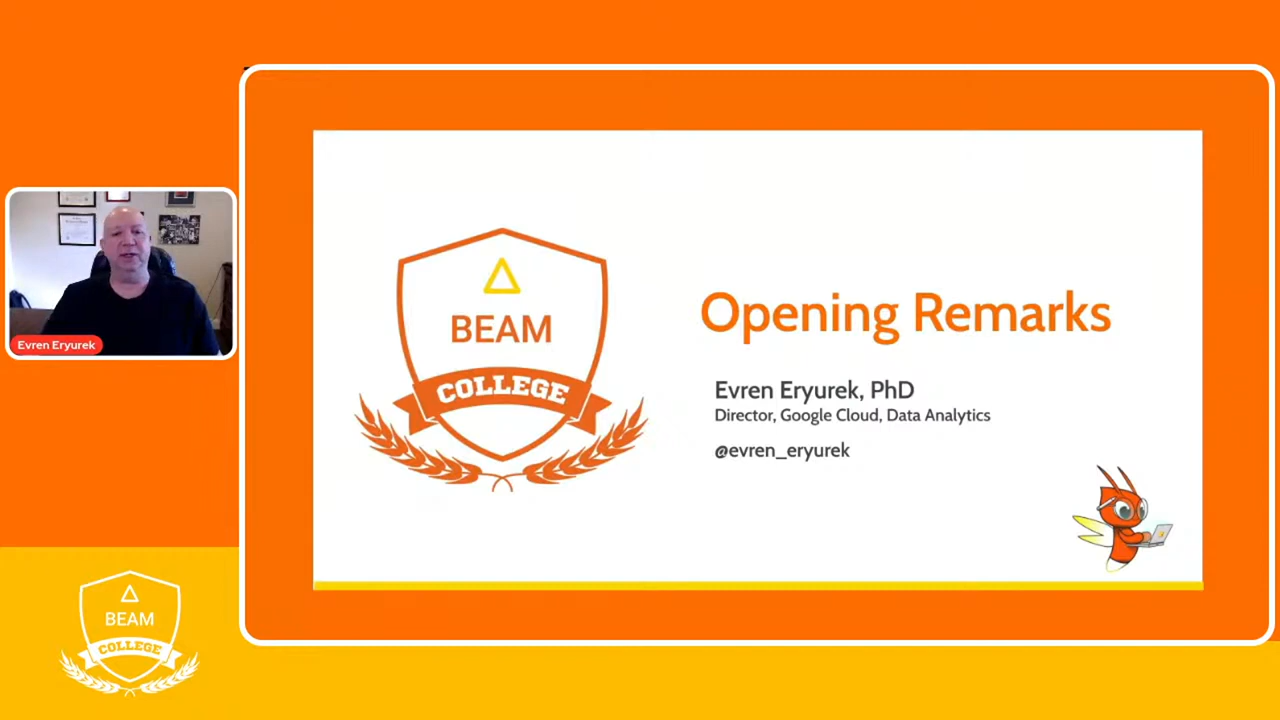 Evren Eryurek
BEAM
COLLEGE
Opening Remarks
Evren Eryurek, PhD
Director, Google Cloud, Data Analytics
@evren_eryurek
BEAM
COLLEGE